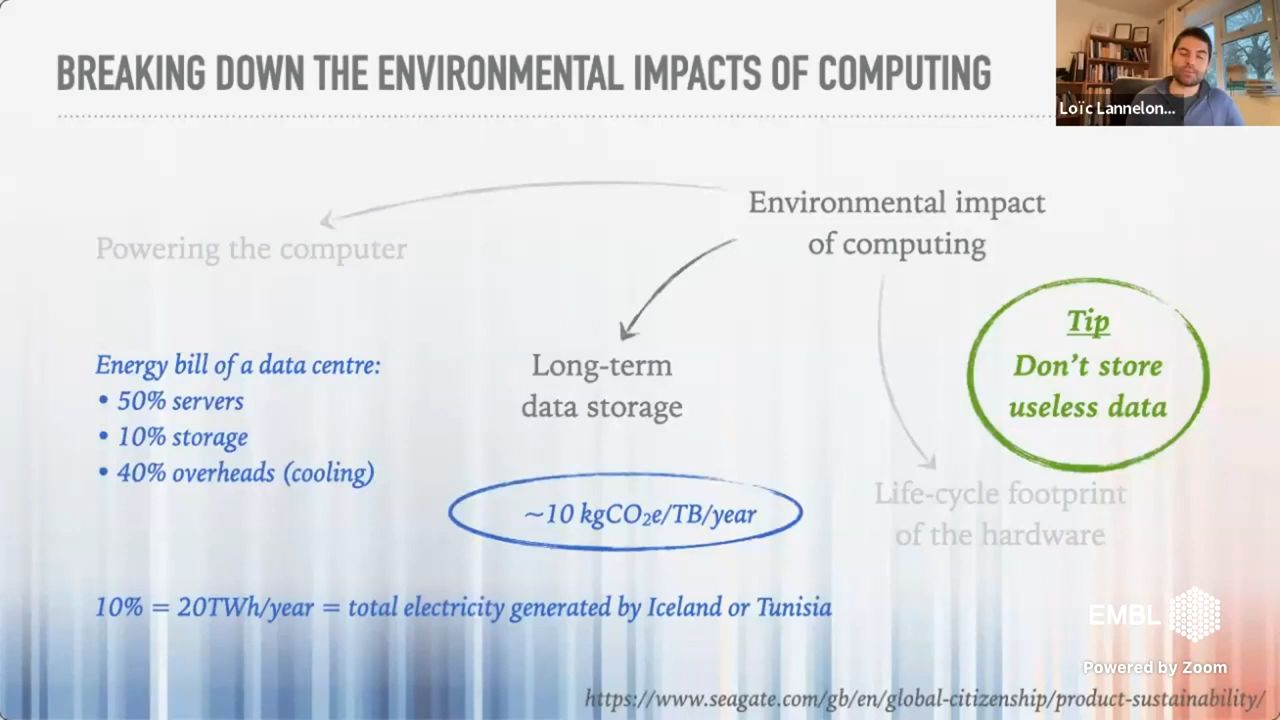 BREAKING DOWN THE ENVIRONMENTAL IMPACTS OF COMPUTING
Loïc Lannelon...
Environmental impact
of computing
Powering the computer
Tip
Don't store
useless data
Energy bill of a data centre:
• 50% servers
• 10% storage
• 40% overheads (cooling)
Long-term
data storage
~10 kgCO₂e/TB/year
Life-cycle footprint
of the hardware
10% = 20TWh/year = total electricity generated by Iceland or Tunisia
EMBL
Powered by Zoom
https://www.seagate.com/gb/en/global-citizenship/product-sustainability/